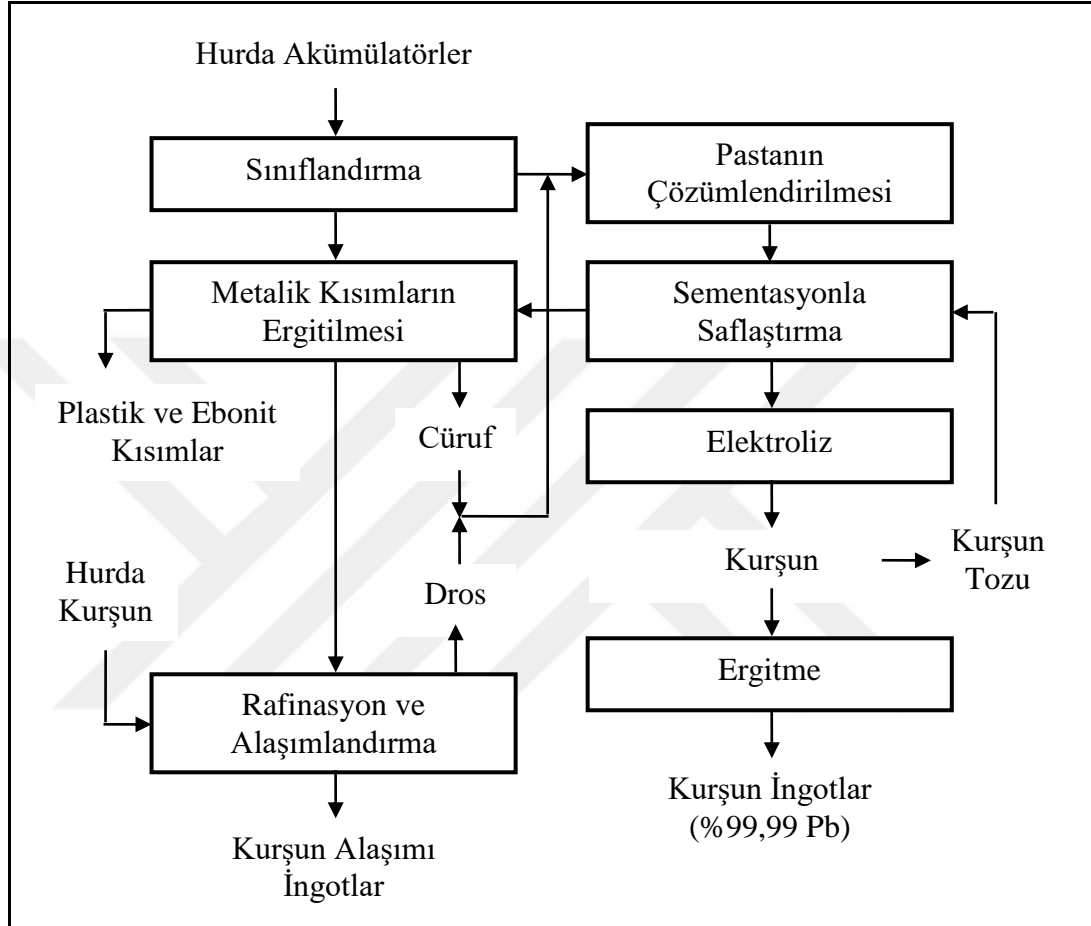 Hurda Akümülatörler
Sınıflandırma
Pastanın
Çözümlendirilmesi
Metalik Kısımların
Ergitilmesi
Sementasyonla
Saflaştırma
Plastik ve Ebonit
Kısımlar
Cüruf
Elektroliz
Hurda
Kurşun
Dros
Kurşun
Kurşun
Tozu
Rafinasyon ve
Alaşımlandırma
Ergitme
Kurşun Alaşımı
İngotlar
Kurşun İngotlar
(%99,99 Pb)